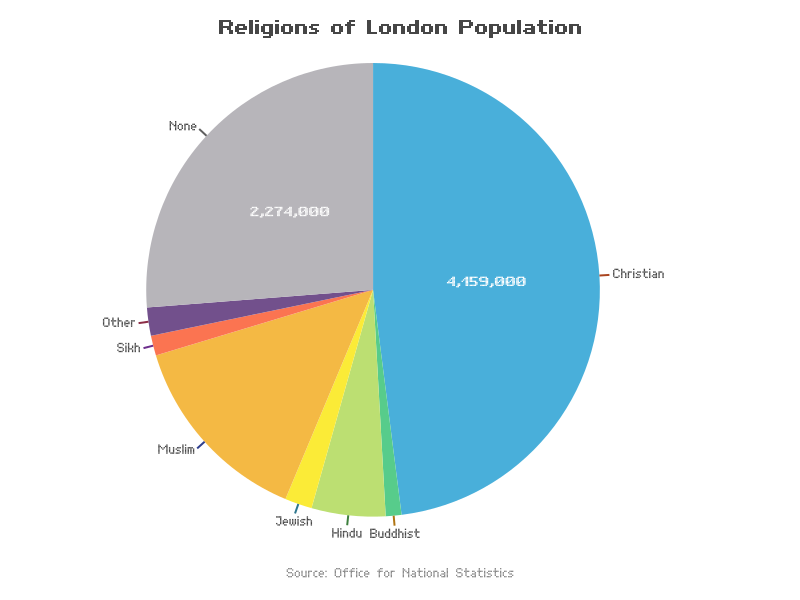 Religions of London Population
None
2,274,000
4,159,000
Christian
Other
Sikh
Muslim
Jewish
Hindu
Buddhist
Source: Office for National Statistics